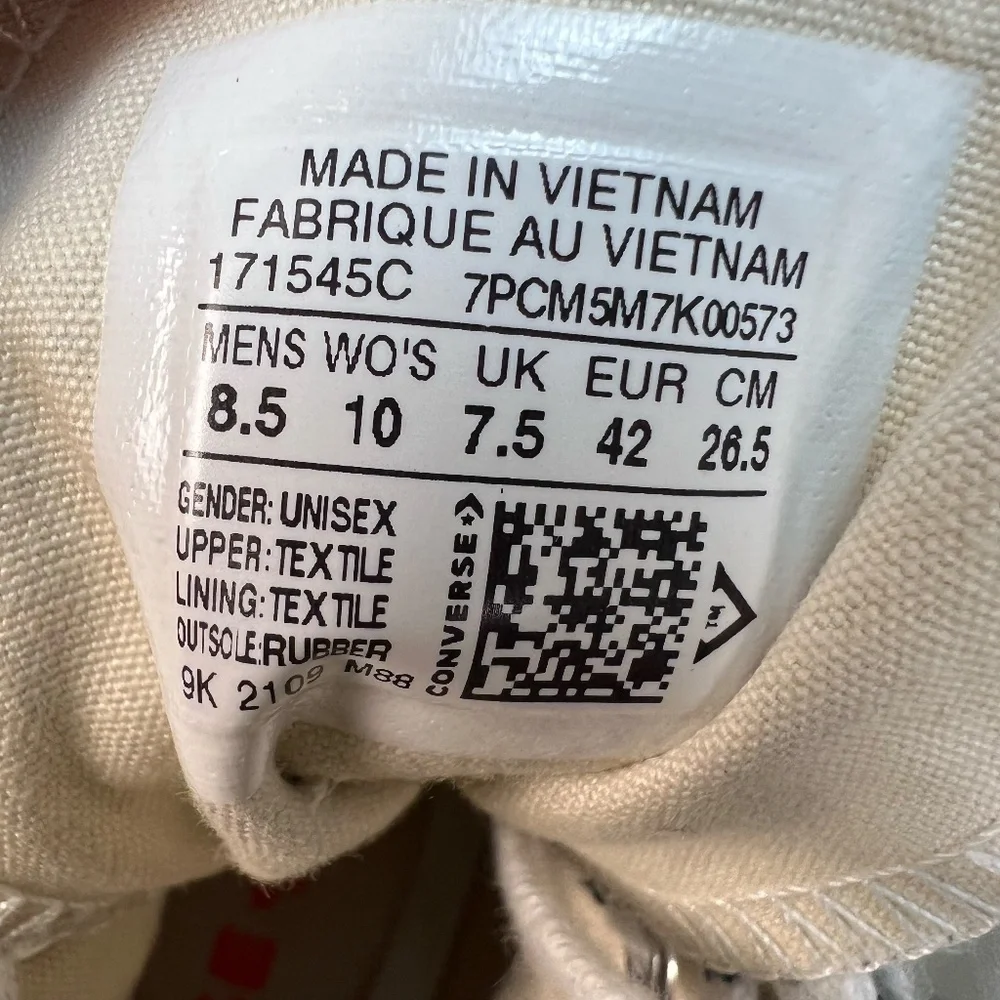 MADE IN VIETNAM
FABRIQUE AU VIETNAM
171545C 7PCM5M7K00573
MENS WO'S UK EUR CM
8.5 10 7.5 42 26.5
GENDER: UNISEX
UPPER: TEXTILE
LINING: TEXTILE
OUTSOLE: RUBBER
9K 2109 M88
CONVERSE
TM